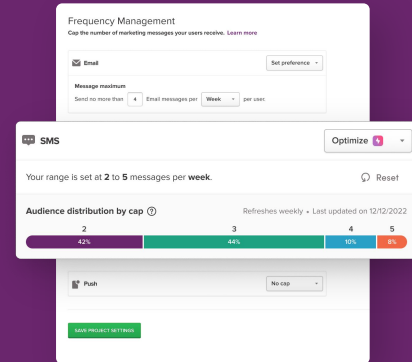 Frequency Management
Cap the number of marketing messages your users receive. Learn more
Email
Set preference
Message maximum
Send no more than 4 Email messages per Week per user.
SMS
Optimize
Your range is set at 2 to 5 messages per week.
Reset
Audience distribution by cap
Refreshes weekly • Last updated on 12/12/2022
2 3 4 5
42% 44% 10% 8%
Push
No cap
SAVE PROJECT SETTINGS